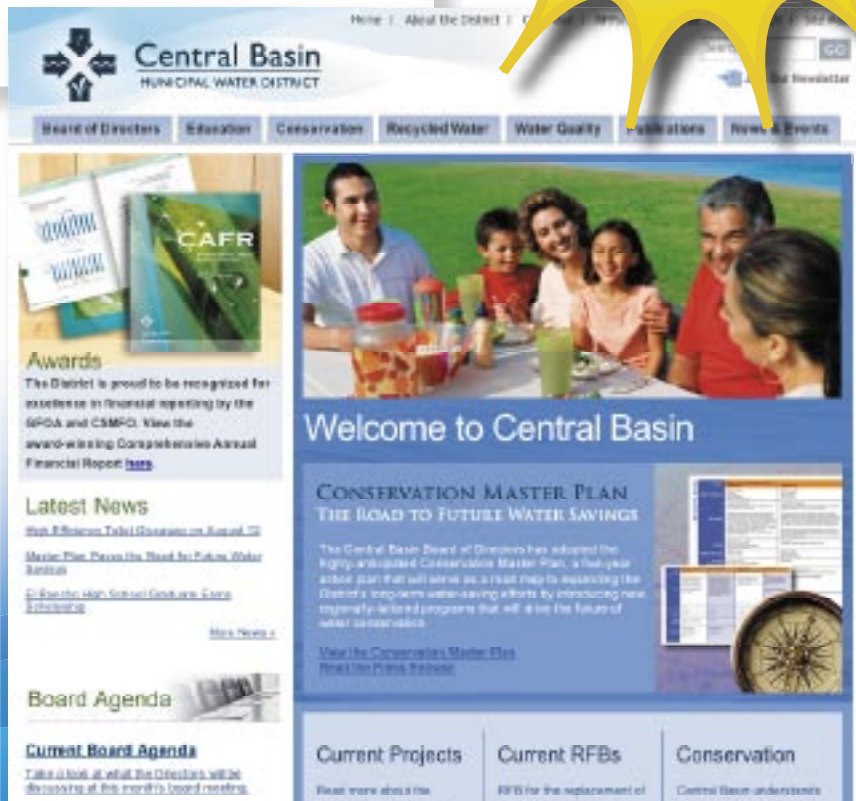 Home | About the District |
Central Basin
MUNICIPAL WATER DISTRICT
GO
Our Newsletter
Board of Directors Education Conservation Recycled Water Water Quality Publications News & Events
CAFR
Awards
The District is proud to be recognized for
excellence in financial reporting by the
GFOA and CSMFO. View the
award-winning Comprehensive Annual
Financial Report here.
Latest News
High Efficiency Toilet Giveaway on August 
Master Plan Paves the Road for Future Water
Savings
El Rancho High School Graduate Earns
Scholarship
More News »
Board Agenda
Current Board Agenda
Take a look at what the Directors will be
discussing at this month's board meeting.
Welcome to Central Basin
CONSERVATION MASTER PLAN
THE ROAD TO FUTURE WATER SAVINGS
The Central Basin Board of Directors has adopted the
highly-anticipated Conservation Master Plan, a five-year
action plan that will serve as a road map to expanding the
District's long-term water-saving efforts by introducing new
regionally-tailored programs that will drive the future of
water conservation.
View the Conservation Master Plan
Read the Press Release
Current Projects
Read more about the
Current RFBs
RFB for the replacement of
Conservation
Central Basin understands